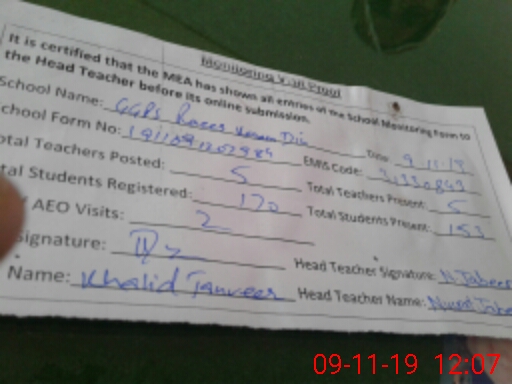 Monitoring Visit Proof
It is certified that the MEA has shown all entries of the School Monitoring Form to
the Head Teacher before its online submission.
School Name: GGPS Din Date 9.11.19
School Form No: EMIS Code:
Total Teachers Posted: 5 Total Teachers Present: 5
Total Students Registered: 170 Total Students Present: 153
AEO Visits: 2
Signature: Head Teacher Signature:
Name: Khalid Tanveer Head Teacher Name:
09-11-19 12:07